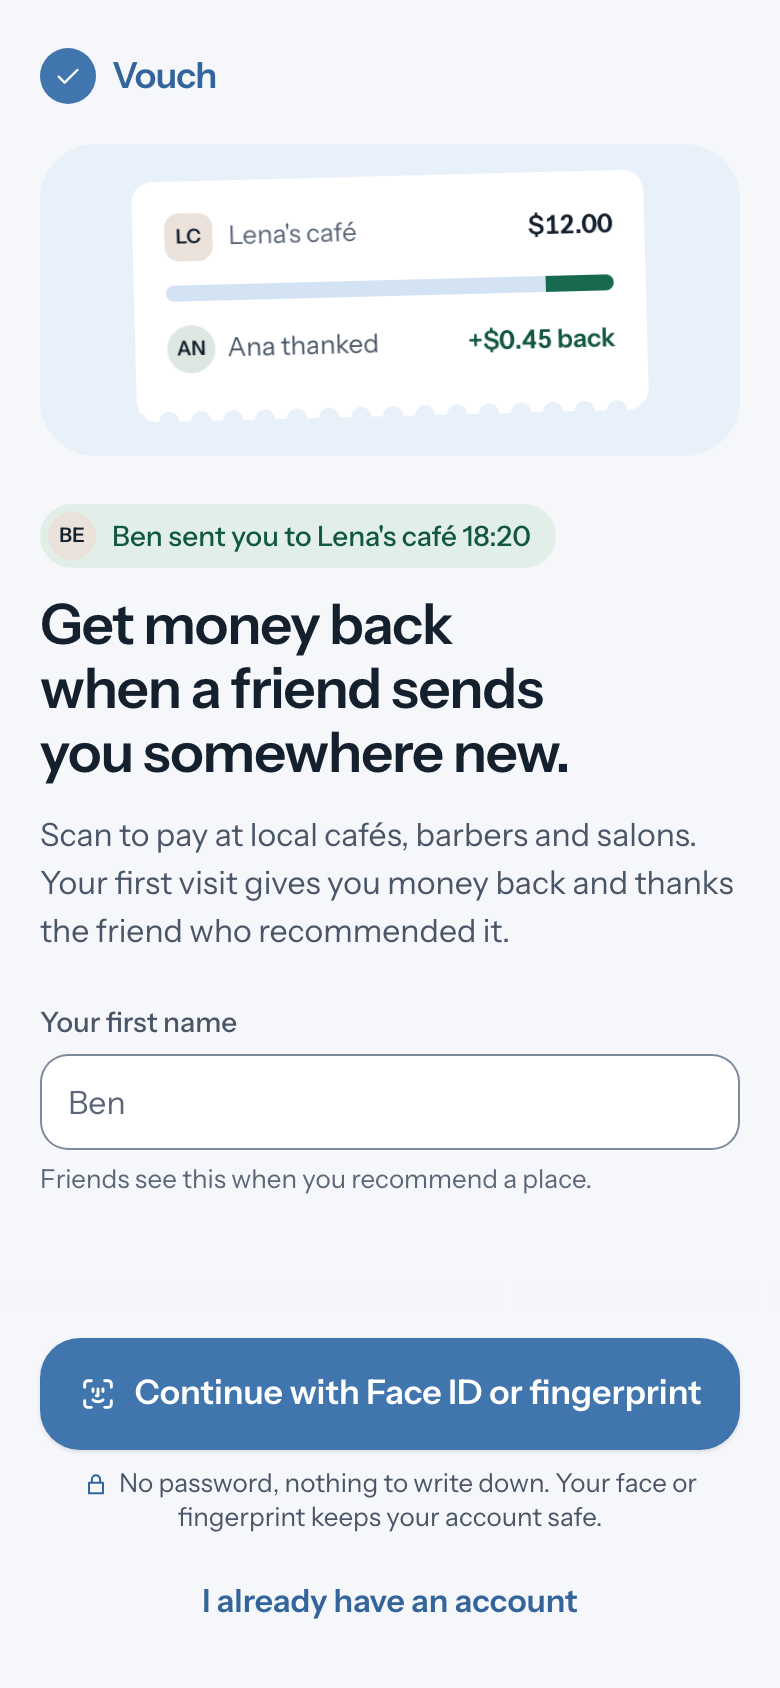 Vouch
LC Lena's café $12.00
AN Ana thanked +$0.45 back
BE Ben sent you to Lena's café 18:20
Get money back
when a friend sends
you somewhere new.
Scan to pay at local cafés, barbers and salons.
Your first visit gives you money back and thanks
the friend who recommended it.
Your first name
Ben
Friends see this when you recommend a place.
Continue with Face ID or fingerprint
No password, nothing to write down. Your face or
fingerprint keeps your account safe.
I already have an account